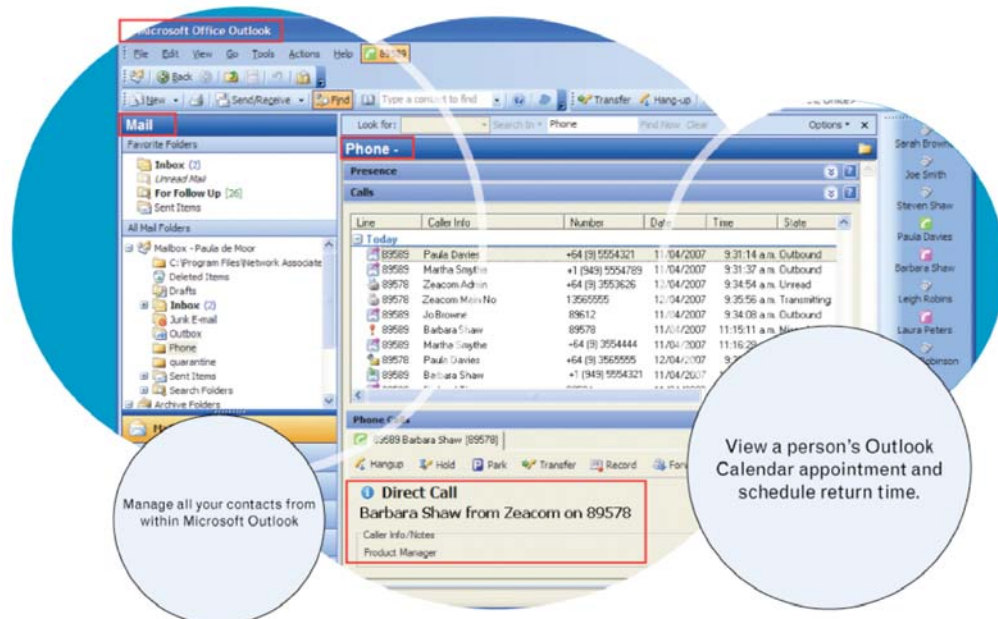 Microsoft Office Outlook
File Edit View Go Tools Actions Help 89589
Back
New Send/Receive Find Type a contact to find Transfer Hang-up
Mail
Favorite Folders
Inbox (2)
Unread Mail
For Follow Up [26]
Sent Items
All Mail Folders
Mailbox - Paula de Moor
C:\Program Files\Network Associate
Deleted Items
Drafts
Inbox (2)
Junk E-mail
Outbox
Phone
quarantine
Sent Items
Search Folders
Archive Folders
Look for: Search In Phone Find Now Clear Options
Phone -
Presence
Calls
Line Caller Info Number Date Time State
Today
89589 Paula Davies +64 (9) 5554321 11/04/2007 9:31:14 a.m. Outbound
89589 Martha Smythe +1 (949) 5554789 11/04/2007 9:31:37 a.m. Outbound
89578 Zeacom Admin +64 (9) 3553626 12/04/2007 9:34:54 a.m. Unread
89578 Zeacom Main No 13565555 12/04/2007 9:35:56 a.m. Transmitting
89589 Jo Browne 89612 11/04/2007 9:34:08 a.m. Outbound
89589 Barbara Shaw 89578 11/04/2007 11:15:11 a.m.
89589 Martha Smythe +64 (9) 3554444 11/04/2007 11:16:28
89578 Paula Davies +64 (9) 3565555 12/04/2007
89589 Barbara Shaw +1 (949) 5554321 11/04/2007
Phone Calls
89589 Barbara Shaw [89578]
Hangup Hold Park Transfer Record
Direct Call
Barbara Shaw from Zeacom on 89578
Caller Info/Notes
Product Manager
Sarah Browne
Joe Smith
Steven Shaw
Paula Davies
Barbara Shaw
Leigh Robins
Laura Peters
Robinson
Manage all your contacts from
within Microsoft Outlook
View a person's Outlook
Calendar appointment and
schedule return time.